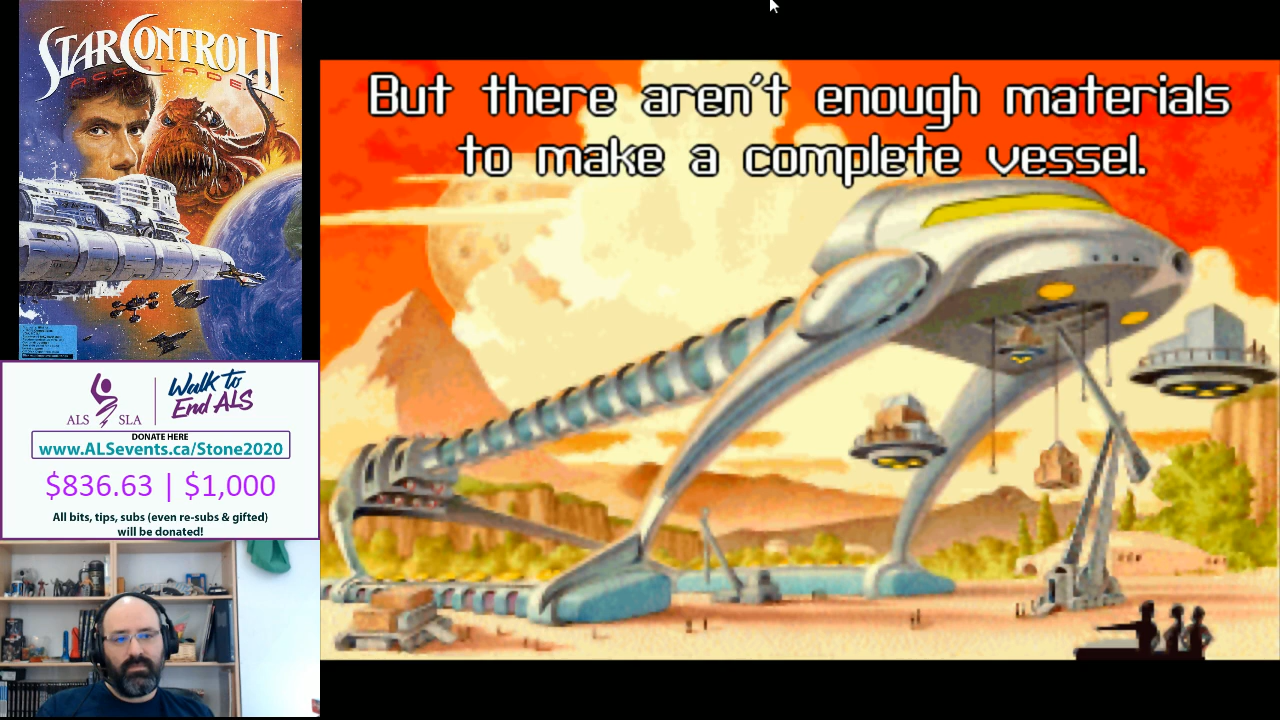 STAR CONTROL II
ACCOLADE
But there aren't enough materials
to make a complete vessel.
ALS SLA
Walk to
End ALS
DONATE HERE
www.ALSevents.ca/Stone2020
$836.63 | $1,000
All bits, tips, subs (even re-subs & gifted)
will be donated!